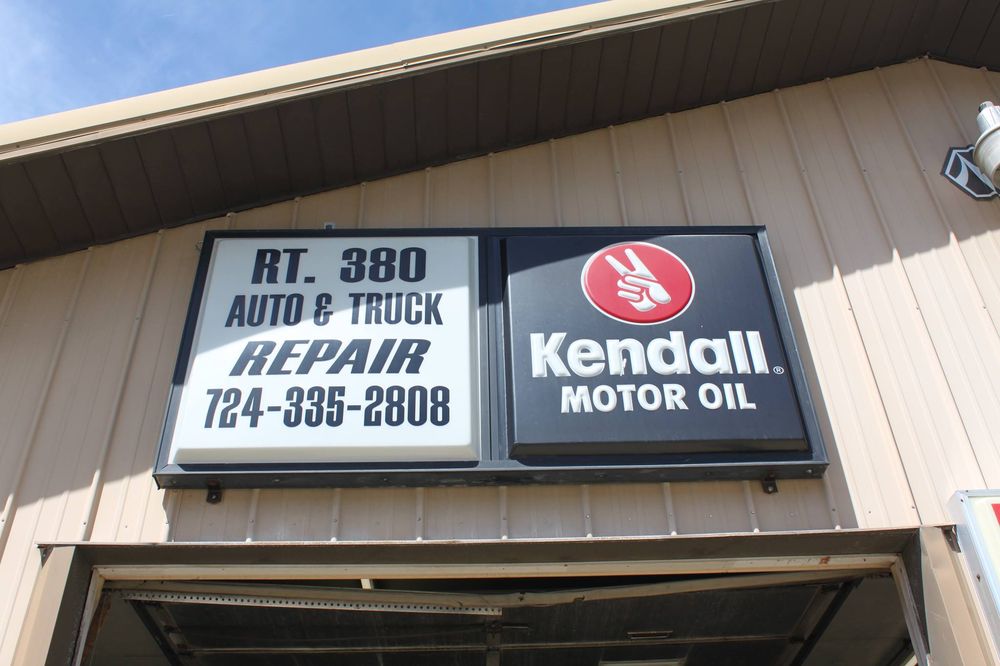 RT. 380
AUTO & TRUCK
REPAIR
724-335-2808
Kendall®
MOTOR OIL